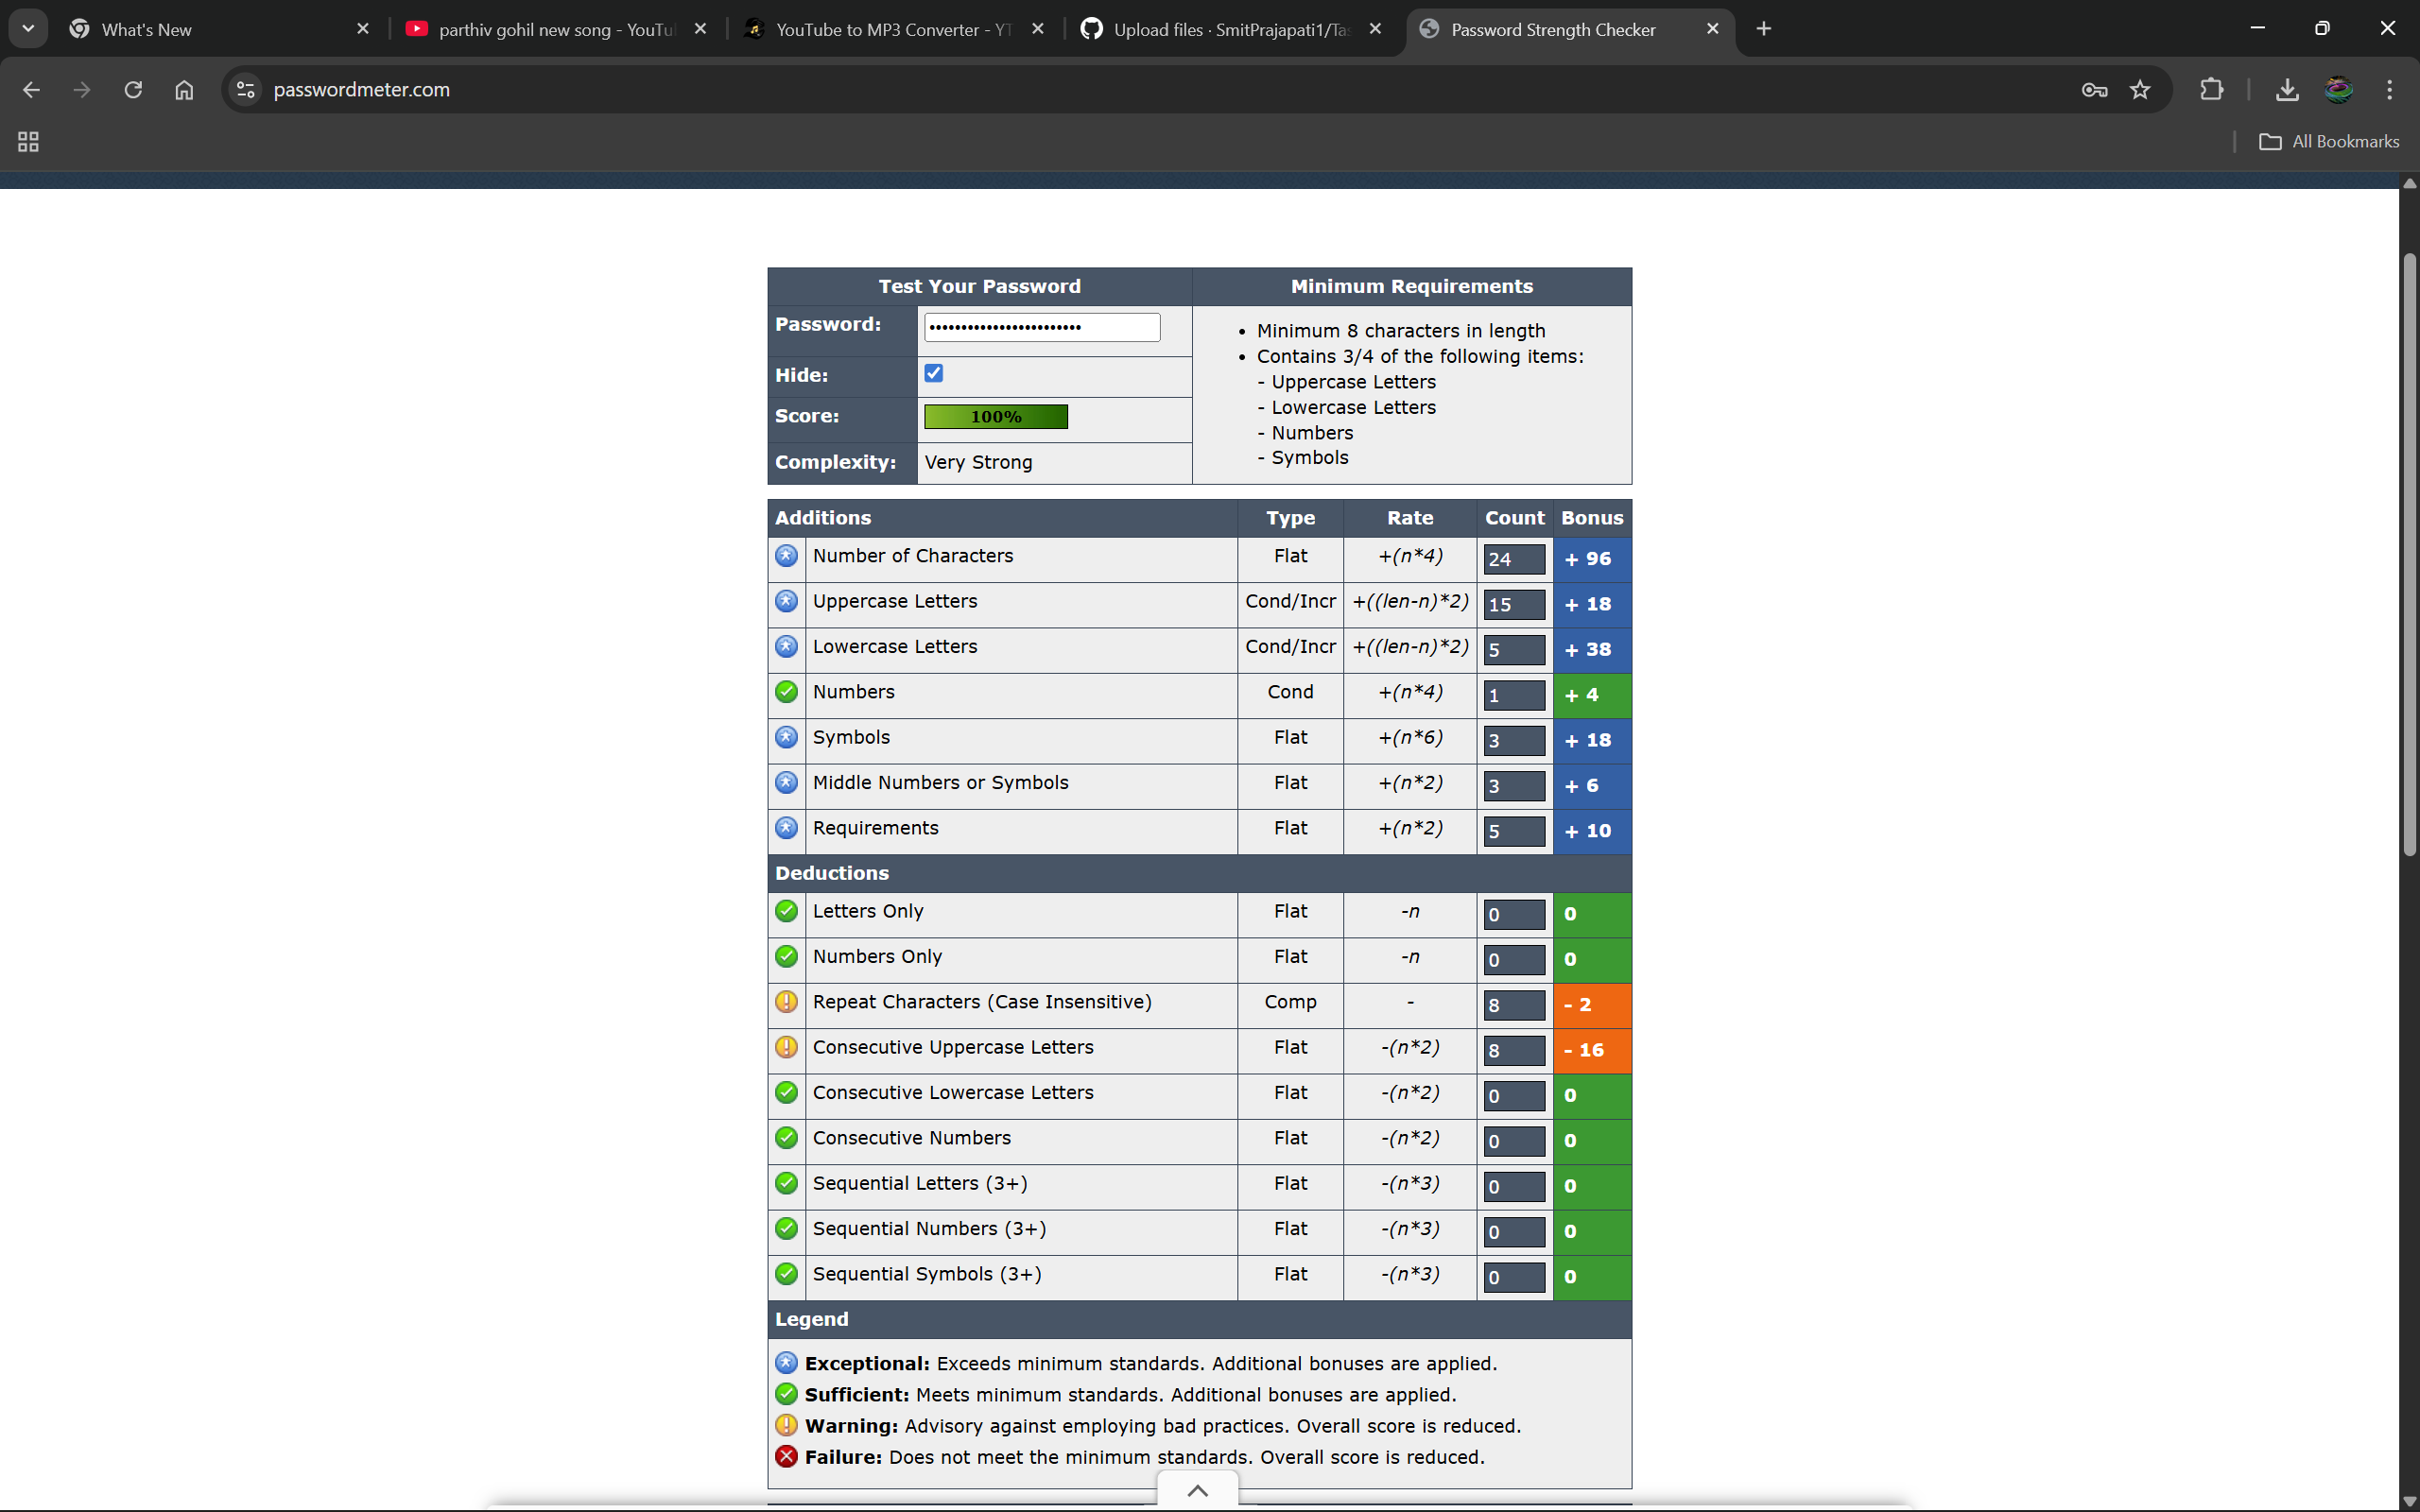 What's New
parthiv gohil new song - YouTu
YouTube to MP3 Converter - YT
Upload files · SmitPrajapati1/Tas
Password Strength Checker
passwordmeter.com
All Bookmarks
Test Your Password Minimum Requirements
Password: ••••••••••••••••••••••••
Hide:
Score: 100%
Complexity: Very Strong
• Minimum 8 characters in length
• Contains 3/4 of the following items:
- Uppercase Letters
- Lowercase Letters
- Numbers
- Symbols
Additions Type Rate Count Bonus
Number of Characters Flat +(n*4) 24 + 96
Uppercase Letters Cond/Incr +((len-n)*2) 15 + 18
Lowercase Letters Cond/Incr +((len-n)*2) 5 + 38
Numbers Cond +(n*4) 1 + 4
Symbols Flat +(n*6) 3 + 18
Middle Numbers or Symbols Flat +(n*2) 3 + 6
Requirements Flat +(n*2) 5 + 10
Deductions
Letters Only Flat -n 0 0
Numbers Only Flat -n 0 0
Repeat Characters (Case Insensitive) Comp - 8 - 2
Consecutive Uppercase Letters Flat -(n*2) 8 - 16
Consecutive Lowercase Letters Flat -(n*2) 0 0
Consecutive Numbers Flat -(n*2) 0 0
Sequential Letters (3+) Flat -(n*3) 0 0
Sequential Numbers (3+) Flat -(n*3) 0 0
Sequential Symbols (3+) Flat -(n*3) 0 0
Legend
Exceptional: Exceeds minimum standards. Additional bonuses are applied.
Sufficient: Meets minimum standards. Additional bonuses are applied.
Warning: Advisory against employing bad practices. Overall score is reduced.
Failure: Does not meet the minimum standards. Overall score is reduced.